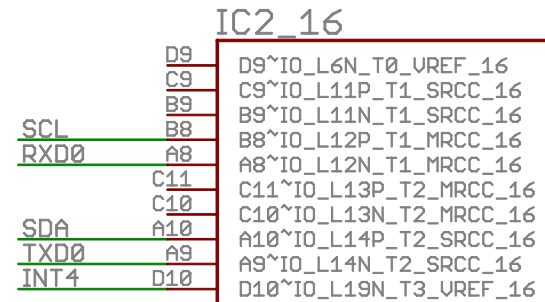 IC2_16
D9 D9~IO_L6N_T0_VREF_16
C9 C9~IO_L11P_T1_SRCC_16
B9 B9~IO_L11N_T1_SRCC_16
SCL B8 B8~IO_L12P_T1_MRCC_16
RXD0 A8 A8~IO_L12N_T1_MRCC_16
C11 C11~IO_L13P_T2_MRCC_16
C10 C10~IO_L13N_T2_MRCC_16
SDA A10 A10~IO_L14P_T2_SRCC_16
TXD0 A9 A9~IO_L14N_T2_SRCC_16
INT4 D10 D10~IO_L19N_T3_VREF_16